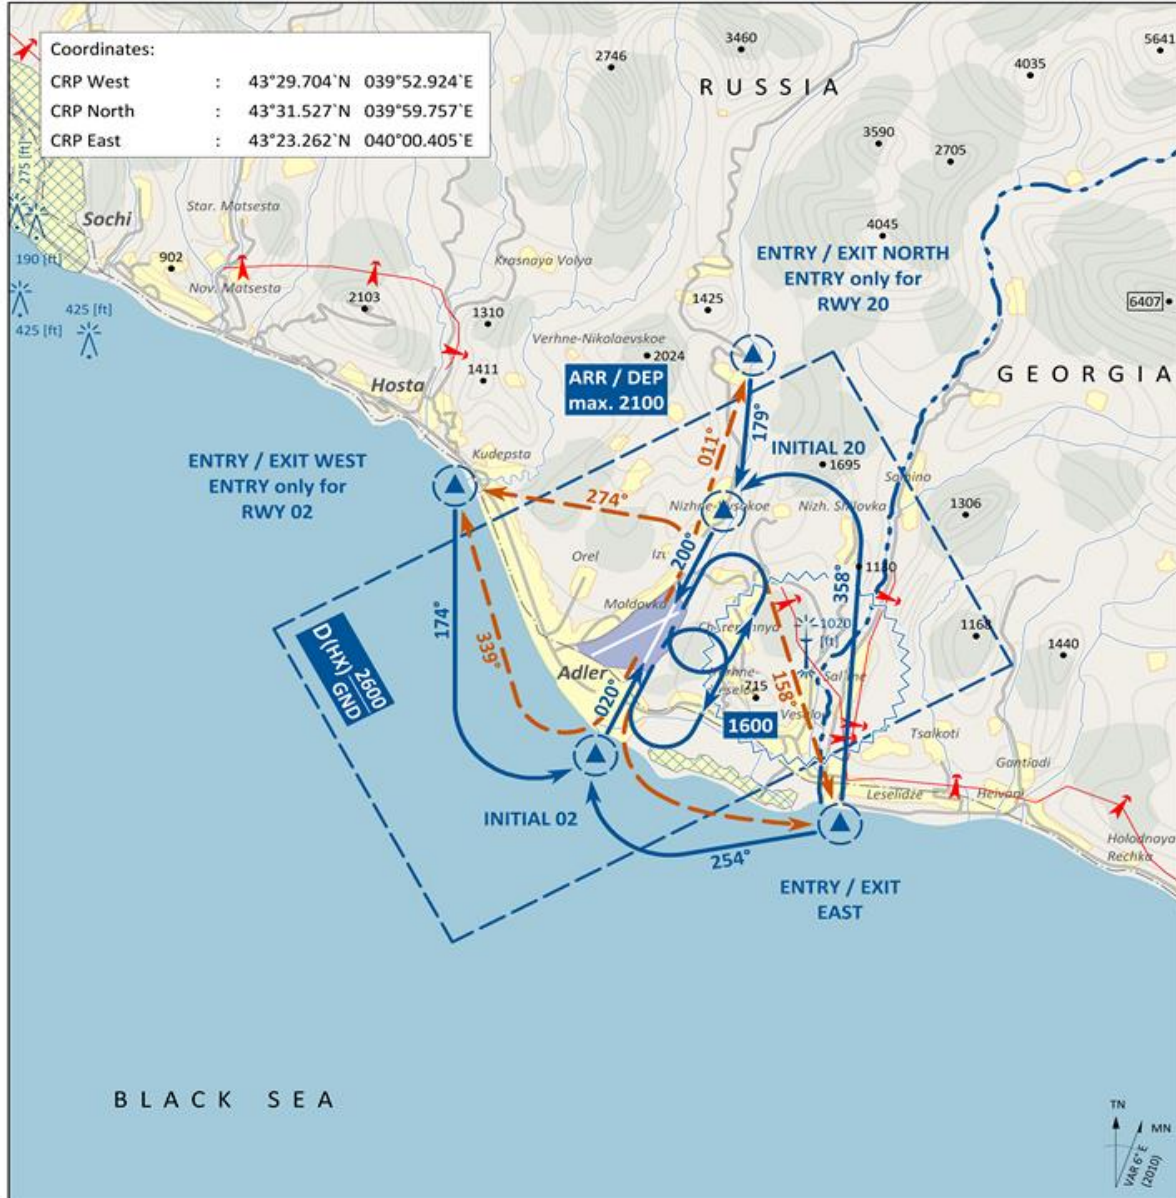 Coordinates:
CRP West : 43°29.704`N 039°52.924`E
CRP North : 43°31.527`N 039°59.757`E
CRP East : 43°23.262`N 040°00.405`E
3460
2746
5641
RUSSIA
4035
3590
2705
275 [ft]
Star. Matsesta
Sochi
4045
190 [ft]
902
Krasnaya Volya
ENTRY / EXIT NORTH
ENTRY only for
RWY 20
Nov. Matsesta
425 [ft]
425 [ft]
2103
1310
1425
6407
Verhne-Nikolaevskoe
2024
1411
Hosta
ARR / DEP
max. 2100
GEORGIA
179°
011°
INITIAL 20
Kudepsta
ENTRY / EXIT WEST
ENTRY only for
RWY 02
1695
274°
Nizh. Shilovka
1306
200°
Orel
358°
1130
Moldovka
174°
1020
[ft]
1168
1440
339°
D(HX) 2600
GND
Adler
020°
158°
715
1600
Tsalkoti
Gantiadi
Leselidze
INITIAL 02
254°
Holodnaya
Rechka
ENTRY / EXIT
EAST
BLACK SEA
TN
MN
VAR 6° E
(2010)